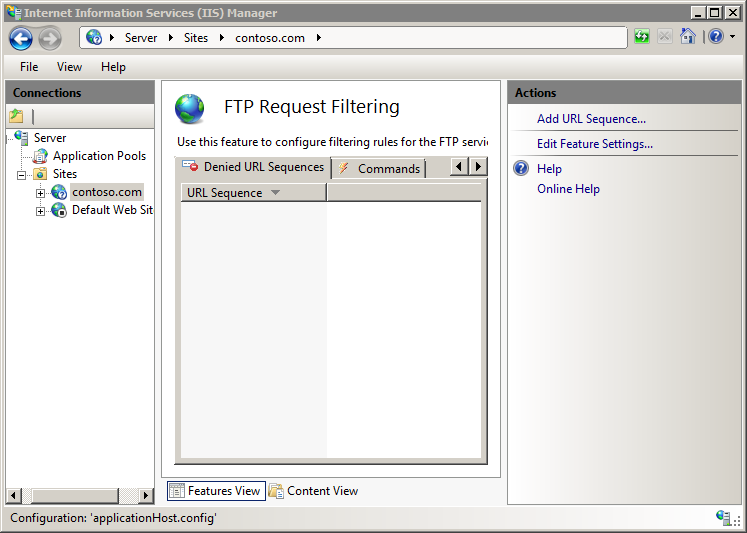 Internet Information Services (IIS) Manager
Server Sites contoso.com
File View Help
Connections
Server
Application Pools
Sites
contoso.com
Default Web Sit
FTP Request Filtering
Use this feature to configure filtering rules for the FTP servi
Denied URL Sequences Commands
URL Sequence
Features View Content View
Actions
Add URL Sequence...
Edit Feature Settings...
Help
Online Help
Configuration: 'applicationHost.config'